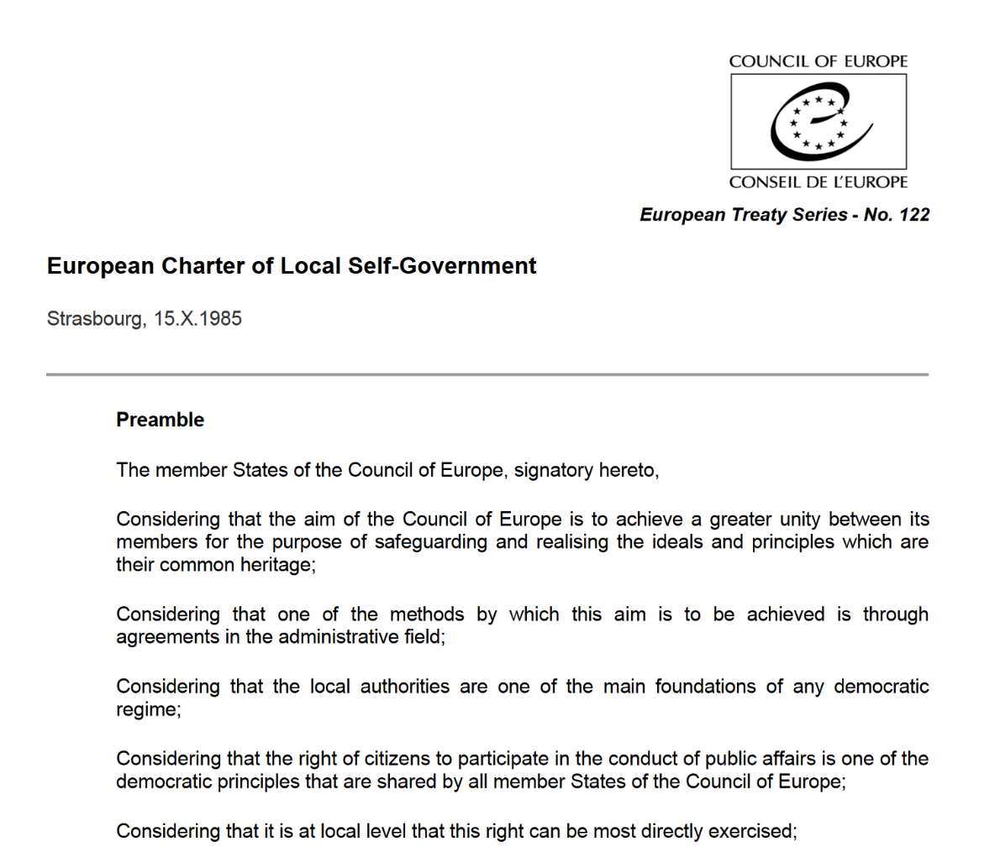 COUNCIL OF EUROPE
CONSEIL DE L'EUROPE
European Treaty Series - No. 122
European Charter of Local Self-Government
Strasbourg, 15.X.1985
Preamble
The member States of the Council of Europe, signatory hereto,
Considering that the aim of the Council of Europe is to achieve a greater unity between its
members for the purpose of safeguarding and realising the ideals and principles which are
their common heritage;
Considering that one of the methods by which this aim is to be achieved is through
agreements in the administrative field;
Considering that the local authorities are one of the main foundations of any democratic
regime;
Considering that the right of citizens to participate in the conduct of public affairs is one of the
democratic principles that are shared by all member States of the Council of Europe;
Considering that it is at local level that this right can be most directly exercised;